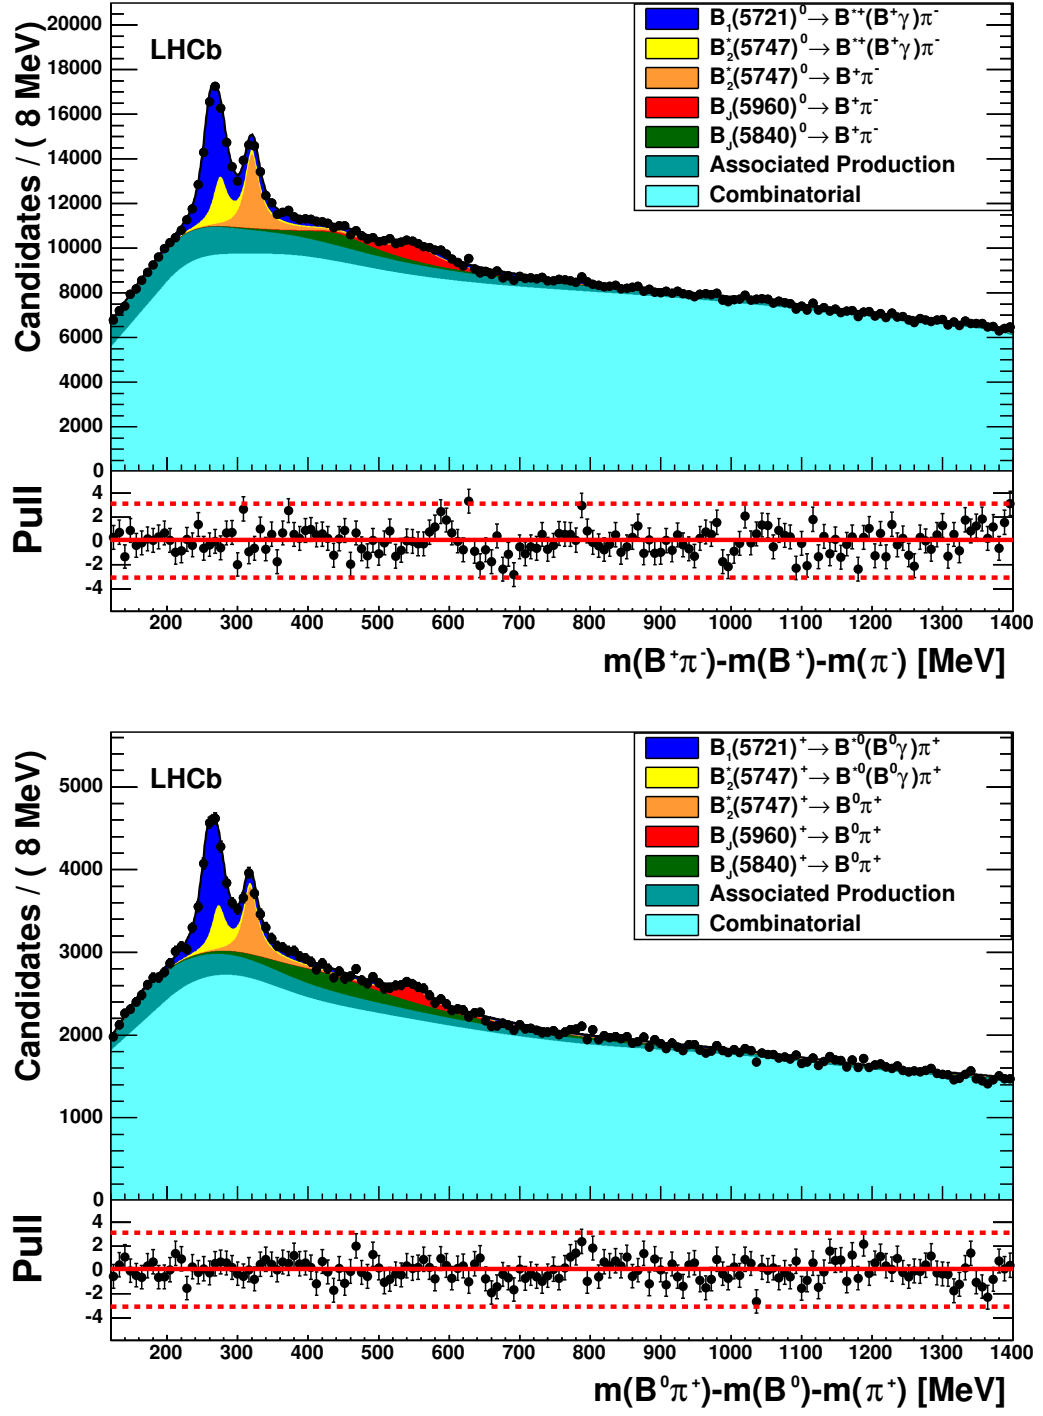 20000
18000
16000
14000
12000
10000
8000
6000
4000
2000
0
Candidates / ( 8 MeV)
LHCb
B₁(5721)⁰→ B*⁺(B⁺γ)π⁻
B₂*(5747)⁰→ B*⁺(B⁺γ)π⁻
B₂*(5747)⁰→ B⁺π⁻
B_J(5960)⁰→ B⁺π⁻
B_J(5840)⁰→ B⁺π⁻
Associated Production
Combinatorial
Pull
4
2
0
-2
-4
200 300 400 500 600 700 800 900 1000 1100 1200 1300 1400
m(B⁺π⁻)-m(B⁺)-m(π⁻) [MeV]
5000
4000
3000
2000
1000
0
Candidates / ( 8 MeV)
LHCb
B₁(5721)⁺→ B*⁰(B⁰γ)π⁺
B₂*(5747)⁺→ B*⁰(B⁰γ)π⁺
B₂*(5747)⁺→ B⁰π⁺
B_J(5960)⁺→ B⁰π⁺
B_J(5840)⁺→ B⁰π⁺
Associated Production
Combinatorial
Pull
4
2
0
-2
-4
200 300 400 500 600 700 800 900 1000 1100 1200 1300 1400
m(B⁰π⁺)-m(B⁰)-m(π⁺) [MeV]